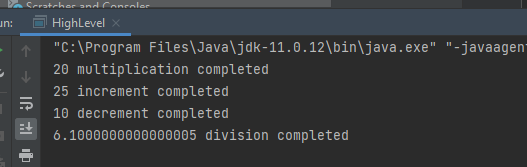 Scratches and Consoles
un: HighLevel ×
"C:\Program Files\Java\jdk-11.0.12\bin\java.exe" "-javaagent
20 multiplication completed
25 increment completed
10 decrement completed
6.1000000000000005 division completed